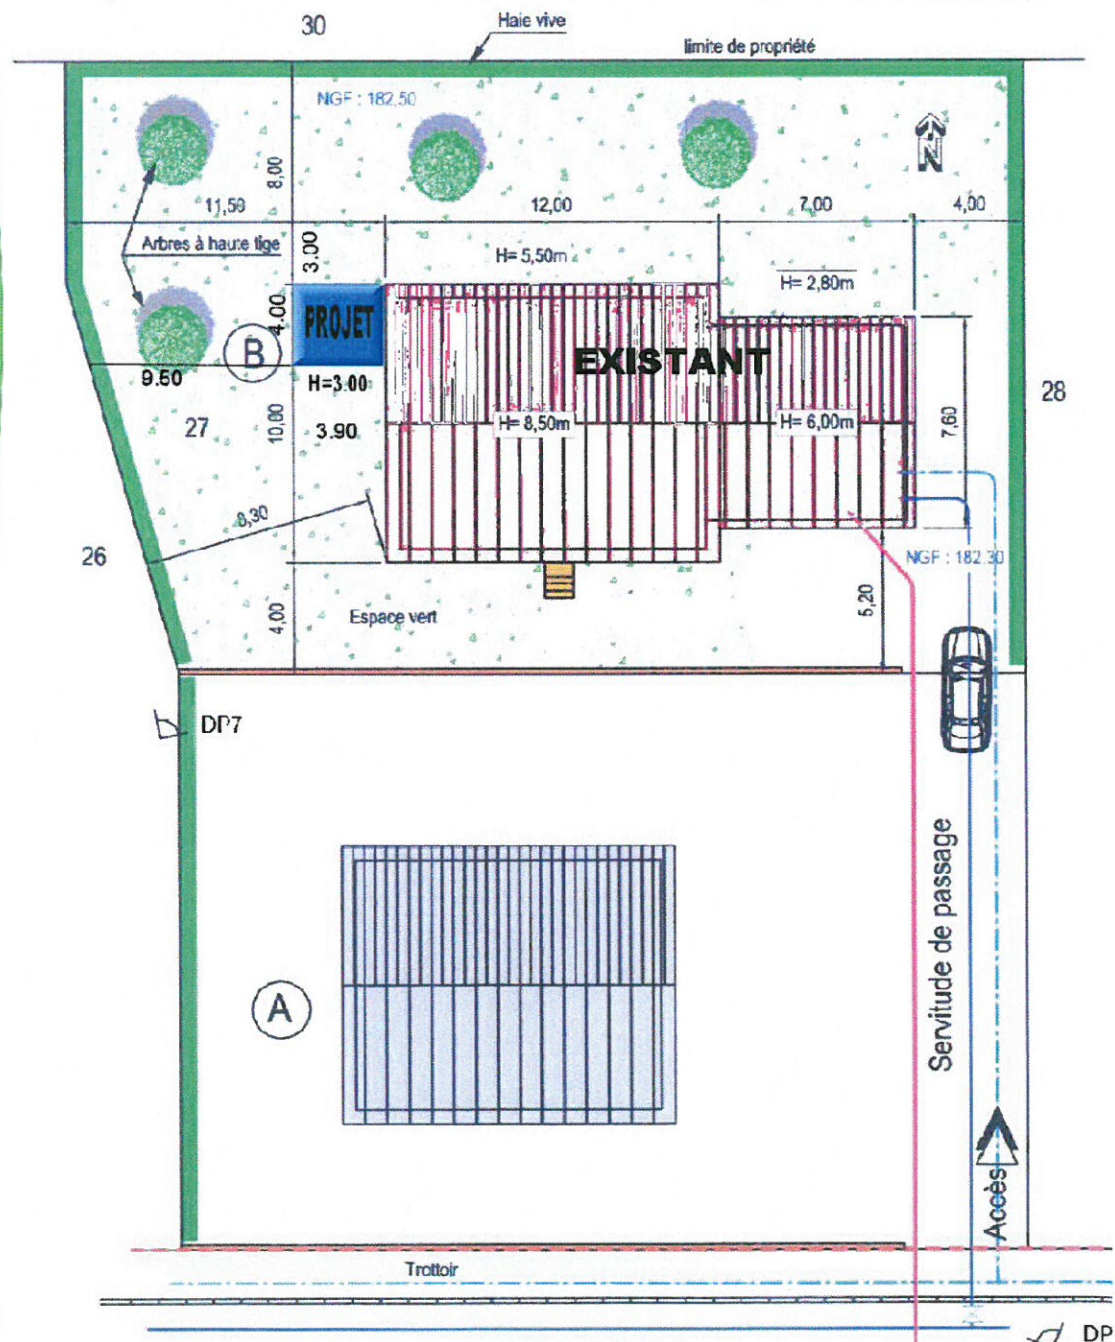 30
Haie vive
limite de propriété
NGF : 182,50
N
8,00
11,50
12,00
7,00
4,00
Arbres à haute tige
3.00
H= 5,50m
H= 2,80m
4.00
PROJET
B
EXISTANT
9.50
H=3.00
28
27
10,00
3.90
H= 8,50m
H= 6,00m
7,60
8,30
26
NGF : 182,30
4,00
Espace vert
5,20
DP7
Servitude de passage
A
Accès
Trottoir
DP